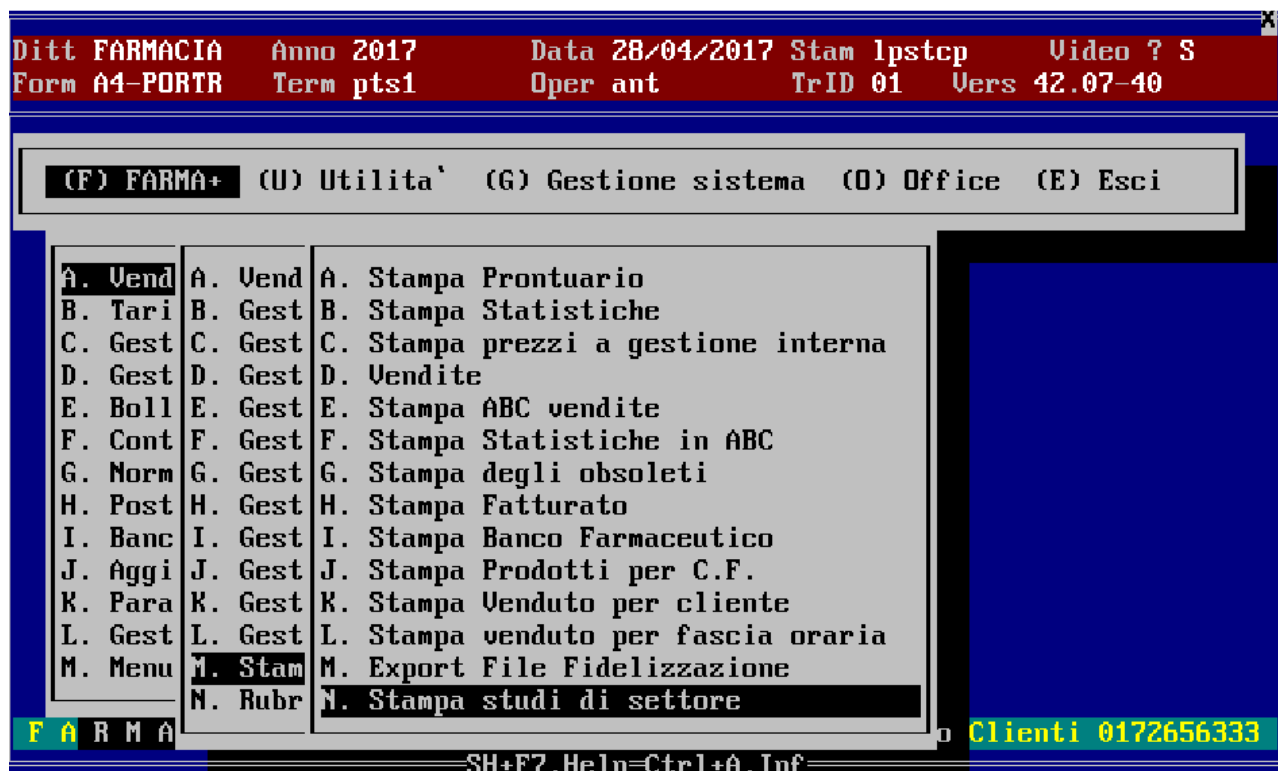 X
Ditt FARMACIA Anno 2017 Data 28/04/2017 Stam lpstcp Video ? S
Form A4-PORTR Term pts1 Oper ant TrID 01 Vers 42.07-40
(F) FARMA+ (U) Utilita` (G) Gestione sistema (O) Office (E) Esci
A. Vend A. Vend A. Stampa Prontuario
B. Tari B. Gest B. Stampa Statistiche
C. Gest C. Gest C. Stampa prezzi a gestione interna
D. Gest D. Gest D. Vendite
E. Boll E. Gest E. Stampa ABC vendite
F. Cont F. Gest F. Stampa Statistiche in ABC
G. Norm G. Gest G. Stampa degli obsoleti
H. Post H. Gest H. Stampa Fatturato
I. Banc I. Gest I. Stampa Banco Farmaceutico
J. Aggi J. Gest J. Stampa Prodotti per C.F.
K. Para K. Gest K. Stampa Venduto per cliente
L. Gest L. Gest L. Stampa venduto per fascia oraria
M. Menu M. Stam M. Export File Fidelizzazione
N. Rubr N. Stampa studi di settore
F A R M A o Clienti 0172656333
SH+F7.Help=Ctrl+A.Inf